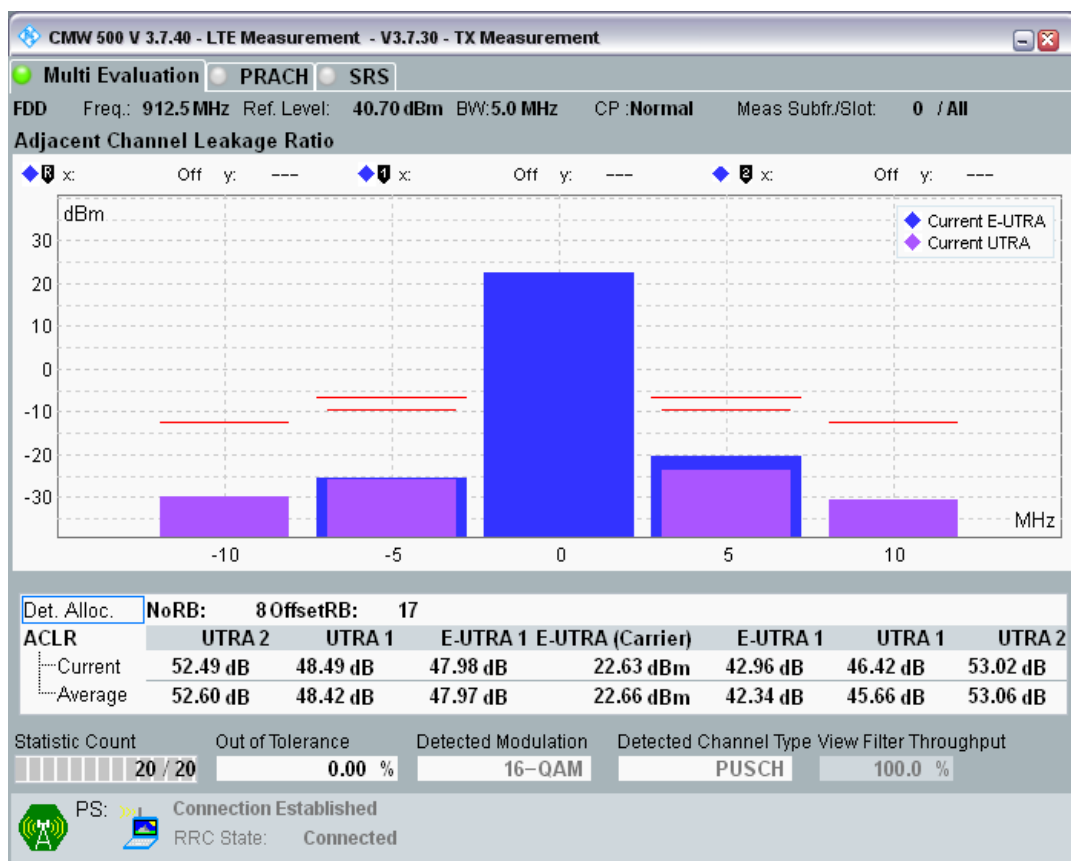 CMW 500 V 3.7.40 - LTE Measurement - V3.7.30 - TX Measurement
Multi Evaluation PRACH SRS
FDD Freq.: 912.5 MHz Ref. Level: 40.70 dBm BW:5.0 MHz CP :Normal Meas Subfr./Slot: 0 / All
Adjacent Channel Leakage Ratio
R x: Off y: --- 1 x: Off y: --- 2 x: Off y: ---
dBm
Current E-UTRA
Current UTRA
30
20
10
0
-10
-20
-30
MHz
-10 -5 0 5 10
Det. Alloc. NoRB: 8 OffsetRB: 17
ACLR UTRA 2 UTRA 1 E-UTRA 1 E-UTRA (Carrier) E-UTRA 1 UTRA 1 UTRA 2
Current 52.49 dB 48.49 dB 47.98 dB 22.63 dBm 42.96 dB 46.42 dB 53.02 dB
Average 52.60 dB 48.42 dB 47.97 dB 22.66 dBm 42.34 dB 45.66 dB 53.06 dB
Statistic Count Out of Tolerance Detected Modulation Detected Channel Type View Filter Throughput
20 / 20 0.00 % 16-QAM PUSCH 100.0 %
PS: Connection Established
RRC State: Connected